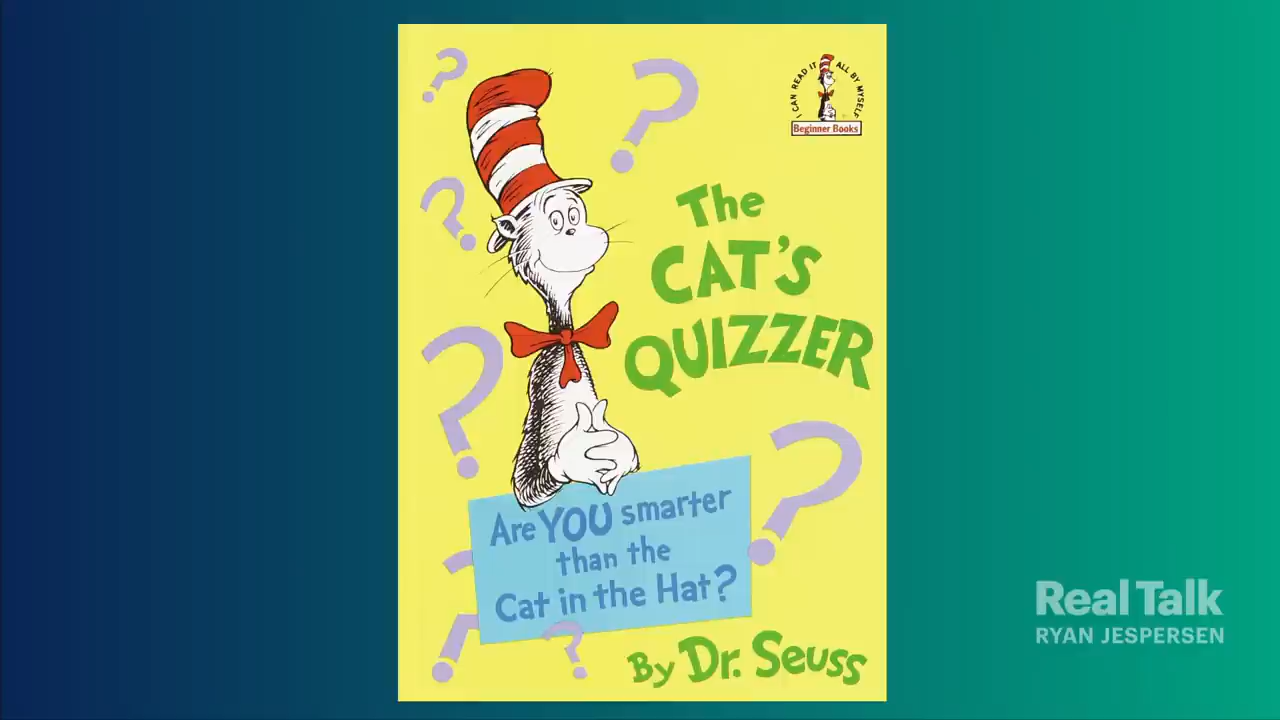 I CAN READ IT ALL BY MYSELF
Beginner Books
The
CAT'S
QUIZZER
Are YOU smarter
than the
Cat in the Hat?
By Dr. Seuss
Real Talk
RYAN JESPERSEN